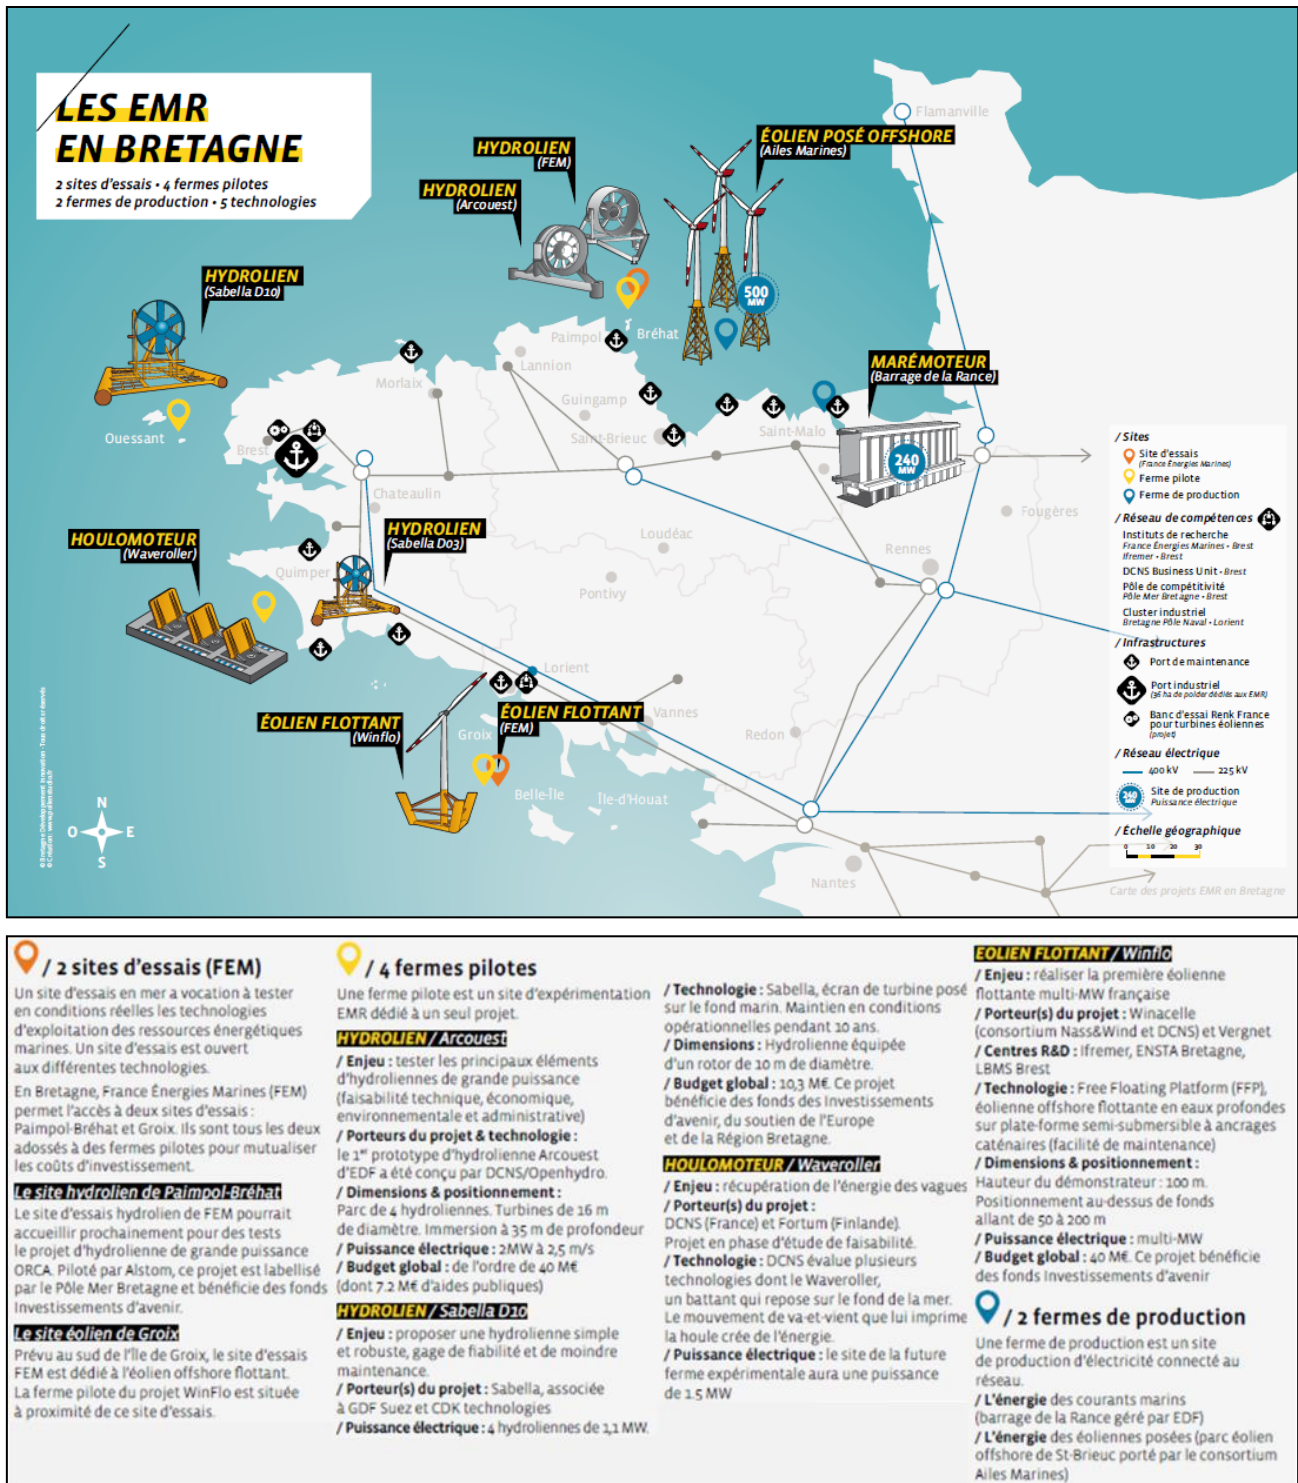 LES EMR
EN BRETAGNE
2 sites d'essais • 4 fermes pilotes
2 fermes de production • 5 technologies
HYDROLIEN
(FEM)
HYDROLIEN
(Arcouest)
ÉOLIEN POSÉ OFFSHORE
(Ailes Marines)
Flamanville
HYDROLIEN
(Sabella D10)
500
MW
Paimpol
Bréhat
Lannion
MARÉMOTEUR
(Barrage de la Rance)
Morlaix
Guingamp
Ouessant
Brest
Saint-Brieuc
Saint-Malo
240
MW
Chateaulin
Fougères
HYDROLIEN
(Sabella D03)
HOULOMOTEUR
(Waveroller)
Loudéac
Rennes
Quimper
Pontivy
Lorient
Vannes
ÉOLIEN FLOTTANT
(Winflo)
ÉOLIEN FLOTTANT
(FEM)
Groix
Redon
Belle-Île
Île-d'Houat
Nantes
N
O
E
S
© Bretagne Développement Innovation - Tous droits réservés
/ Sites
Site d'essais
(France Énergies Marines)
Ferme pilote
Ferme de production
/ Réseau de compétences
Instituts de recherche
France Énergies Marines • Brest
Ifremer • Brest
DCNS Business Unit • Brest
Pôle de compétitivité
Pôle Mer Bretagne • Brest
Cluster industriel
Bretagne Pôle Naval • Lorient
/ Infrastructures
Port de maintenance
Port industriel
(36 ha de polder dédiés aux EMR)
Banc d'essai Renk France
pour turbines éoliennes
(projet)
/ Réseau électrique
400 kV
225 kV
240
MW
Site de production
Puissance électrique
/ Échelle géographique
0 10 20 30
Carte des projets EMR en Bretagne
/ 2 sites d'essais (FEM)
Un site d'essais en mer a vocation à tester
en conditions réelles les technologies
d'exploitation des ressources énergétiques
marines. Un site d'essais est ouvert
aux différentes technologies.
En Bretagne, France Énergies Marines (FEM)
permet l'accès à deux sites d'essais :
Paimpol-Bréhat et Groix. Ils sont tous les deux
adossés à des fermes pilotes pour mutualiser
les coûts d'investissement.
Le site hydrolien de Paimpol-Bréhat
Le site d'essais hydrolien de FEM pourrait
accueillir prochainement pour des tests
le projet d'hydrolienne de grande puissance
ORCA. Piloté par Alstom, ce projet est labellisé
par le Pôle Mer Bretagne et bénéficie des fonds
Investissements d'avenir.
Le site éolien de Groix
Prévu au sud de l'île de Groix, le site d'essais
FEM est dédié à l'éolien offshore flottant.
La ferme pilote du projet WinFlo est située
à proximité de ce site d'essais.
/ 4 fermes pilotes
Une ferme pilote est un site d'expérimentation
EMR dédié à un seul projet.
HYDROLIEN / Arcouest
/ Enjeu : tester les principaux éléments
d'hydroliennes de grande puissance
(faisabilité technique, économique,
environnementale et administrative)
/ Porteurs du projet & technologie :
le 1er prototype d'hydrolienne Arcouest
d'EDF a été conçu par DCNS/Openhydro.
/ Dimensions & positionnement :
Parc de 4 hydroliennes. Turbines de 16 m
de diamètre. Immersion à 35 m de profondeur
/ Puissance électrique : 2MW à 2,5 m/s
/ Budget global : de l'ordre de 40 M€
(dont 7.2 M€ d'aides publiques)
HYDROLIEN / Sabella D10
/ Enjeu : proposer une hydrolienne simple
et robuste, gage de fiabilité et de moindre
maintenance.
/ Porteur(s) du projet : Sabella, associée
à GDF Suez et CDK technologies
/ Puissance électrique : 4 hydroliennes de 1,1 MW.
/ Technologie : Sabella, écran de turbine posé
sur le fond marin. Maintien en conditions
opérationnelles pendant 10 ans.
/ Dimensions : Hydrolienne équipée
d'un rotor de 10 m de diamètre.
/ Budget global : 10,3 M€. Ce projet
bénéficie des fonds des Investissements
d'avenir, du soutien de l'Europe
et de la Région Bretagne.
HOULOMOTEUR / Waveroller
/ Enjeu : récupération de l'énergie des vagues
/ Porteur(s) du projet :
DCNS (France) et Fortum (Finlande).
Projet en phase d'étude de faisabilité.
/ Technologie : DCNS évalue plusieurs
technologies dont le Waveroller,
un battant qui repose sur le fond de la mer.
Le mouvement de va-et-vient que lui imprime
la houle crée de l'énergie.
/ Puissance électrique : le site de la future
ferme expérimentale aura une puissance
de 1.5 MW
EOLIEN FLOTTANT / Winflo
/ Enjeu : réaliser la première éolienne
flottante multi-MW française
/ Porteur(s) du projet : Winacelle
(consortium Nass&Wind et DCNS) et Vergnet
/ Centres R&D : Ifremer, ENSTA Bretagne,
LBMS Brest
/ Technologie : Free Floating Platform (FFP),
éolienne offshore flottante en eaux profondes
sur plate-forme semi-submersible à ancrages
caténaires (facilité de maintenance)
/ Dimensions & positionnement :
Hauteur du démonstrateur : 100 m.
Positionnement au-dessus de fonds
allant de 50 à 200 m
/ Puissance électrique : multi-MW
/ Budget global : 40 M€. Ce projet bénéficie
des fonds Investissements d'avenir
/ 2 fermes de production
Une ferme de production est un site
de production d'électricité connecté au
réseau.
/ L'énergie des courants marins
(barrage de la Rance géré par EDF)
/ L'énergie des éoliennes posées (parc éolien
offshore de St-Brieuc porté par le consortium
Ailes Marines)